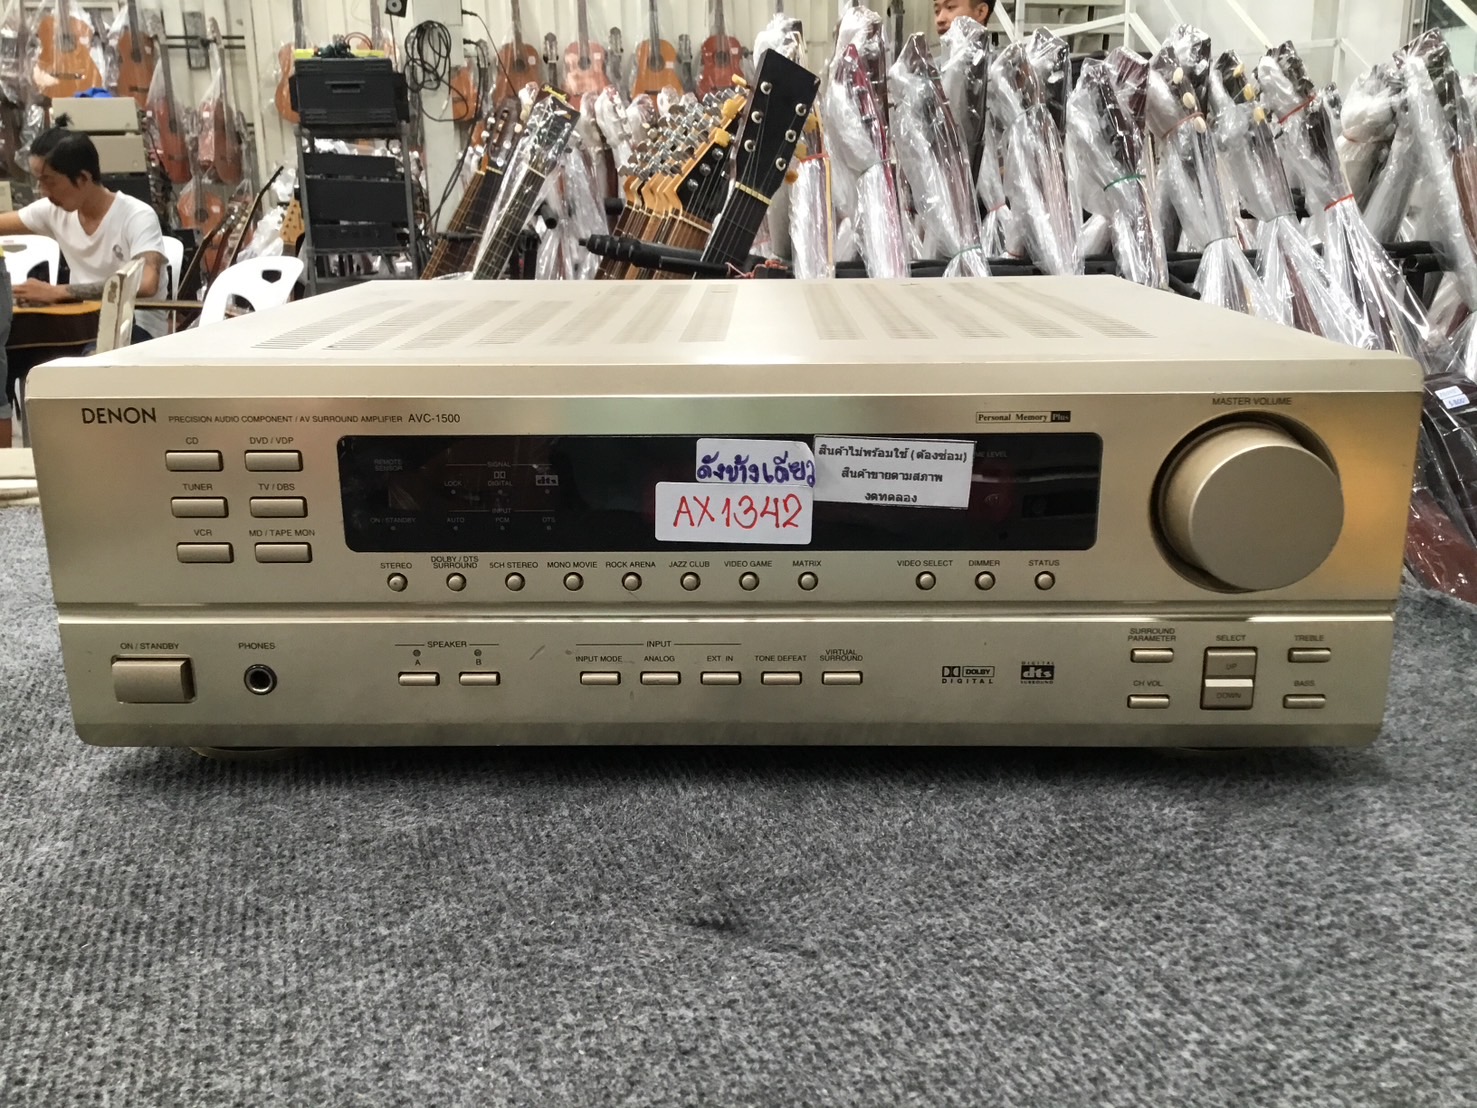 DENON PRECISION AUDIO COMPONENT / AV SURROUND AMPLIFIER AVC-1500
Personal Memory Plus
MASTER VOLUME
CD DVD / VDP
TUNER TV / DBS
VCR MD / TAPE MON
REMOTE SENSOR
SIGNAL
LOCK DIGITAL dts
INPUT
ON / STANDBY AUTO PCM DTS
LEVEL
ดังข้างเดียว
AX1342
สินค้าไม่พร้อมใช้ (ต้องซ่อม)
สินค้าขายตามสภาพ
งดทดลอง
STEREO DOLBY / DTS SURROUND 5CH STEREO MONO MOVIE ROCK ARENA JAZZ CLUB VIDEO GAME MATRIX VIDEO SELECT DIMMER STATUS
ON / STANDBY PHONES
SPEAKER
A B
INPUT
INPUT MODE ANALOG EXT. IN TONE DEFEAT VIRTUAL SURROUND
DOLBY
DIGITAL
DIGITAL
dts
SURROUND
SURROUND PARAMETER SELECT TREBLE
UP
CH VOL DOWN BASS